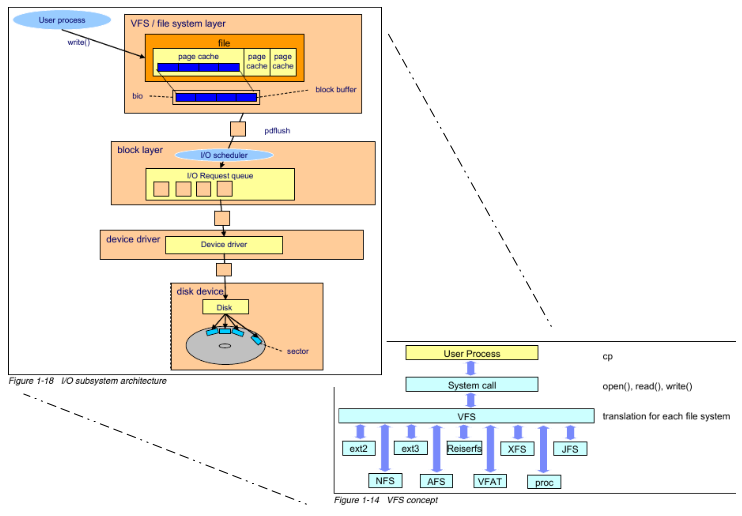 User process
write()
VFS / file system layer
file
page cache
page
cache
page
cache
bio
block buffer
pdflush
block layer
I/O scheduler
I/O Request queue
device driver
Device driver
disk device
Disk
sector
Figure 1-18 I/O subsystem architecture
User Process
cp
System call
open(), read(), write()
VFS
translation for each file system
ext2
ext3
Reiserfs
XFS
JFS
NFS
AFS
VFAT
proc
Figure 1-14 VFS concept